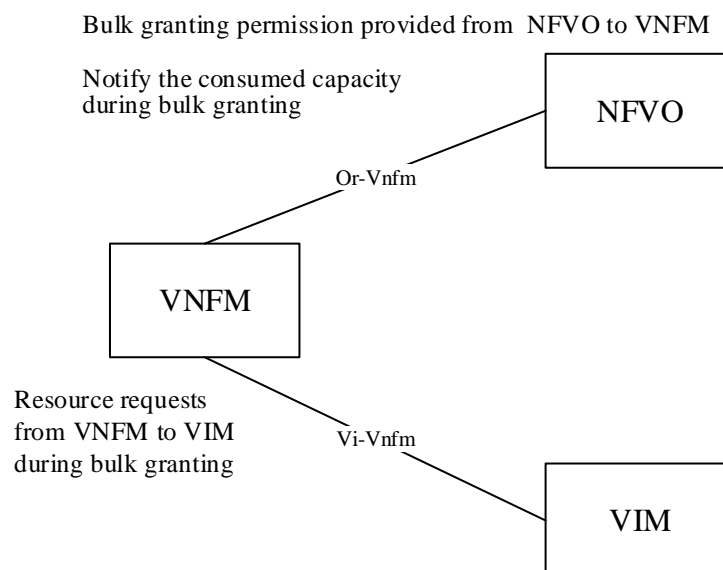 Bulk granting permission provided from NFVO to VNFM
Notify the consumed capacity
during bulk granting
NFVO
Or-Vnfm
VNFM
Resource requests
from VNFM to VIM
during bulk granting
Vi-Vnfm
VIM